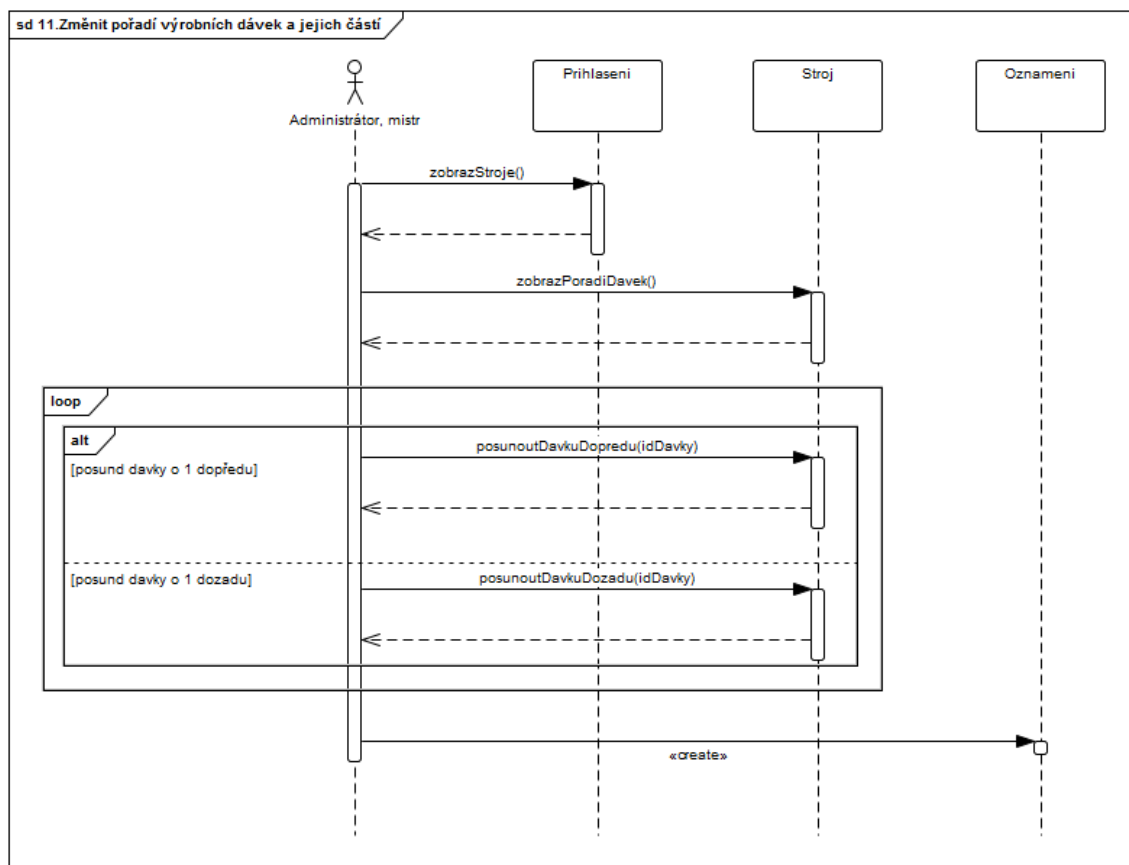 sd 11.Změnit pořadí výrobních dávek a jejich částí
Administrátor, mistr
Prihlaseni
Stroj
Oznameni
zobrazStroje()
zobrazPoradiDavek()
loop
alt
[posund davky o 1 dopředu]
posunoutDavkuDopredu(idDavky)
[posund davky o 1 dozadu]
posunoutDavkuDozadu(idDavky)
«create»